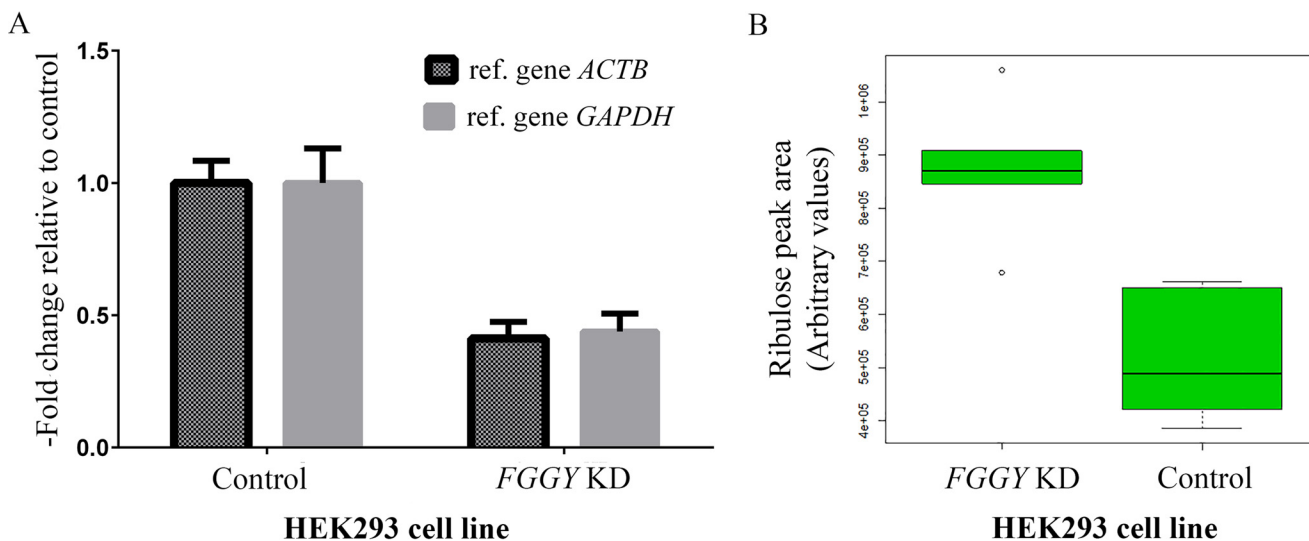 A
1.5
1.0
0.5
0.0
-Fold change relative to control
ref. gene ACTB
ref. gene GAPDH
Control
FGGY KD
HEK293 cell line
B
1e+06
9e+05
8e+05
7e+05
6e+05
5e+05
4e+05
Ribulose peak area
(Arbitrary values)
FGGY KD
Control
HEK293 cell line